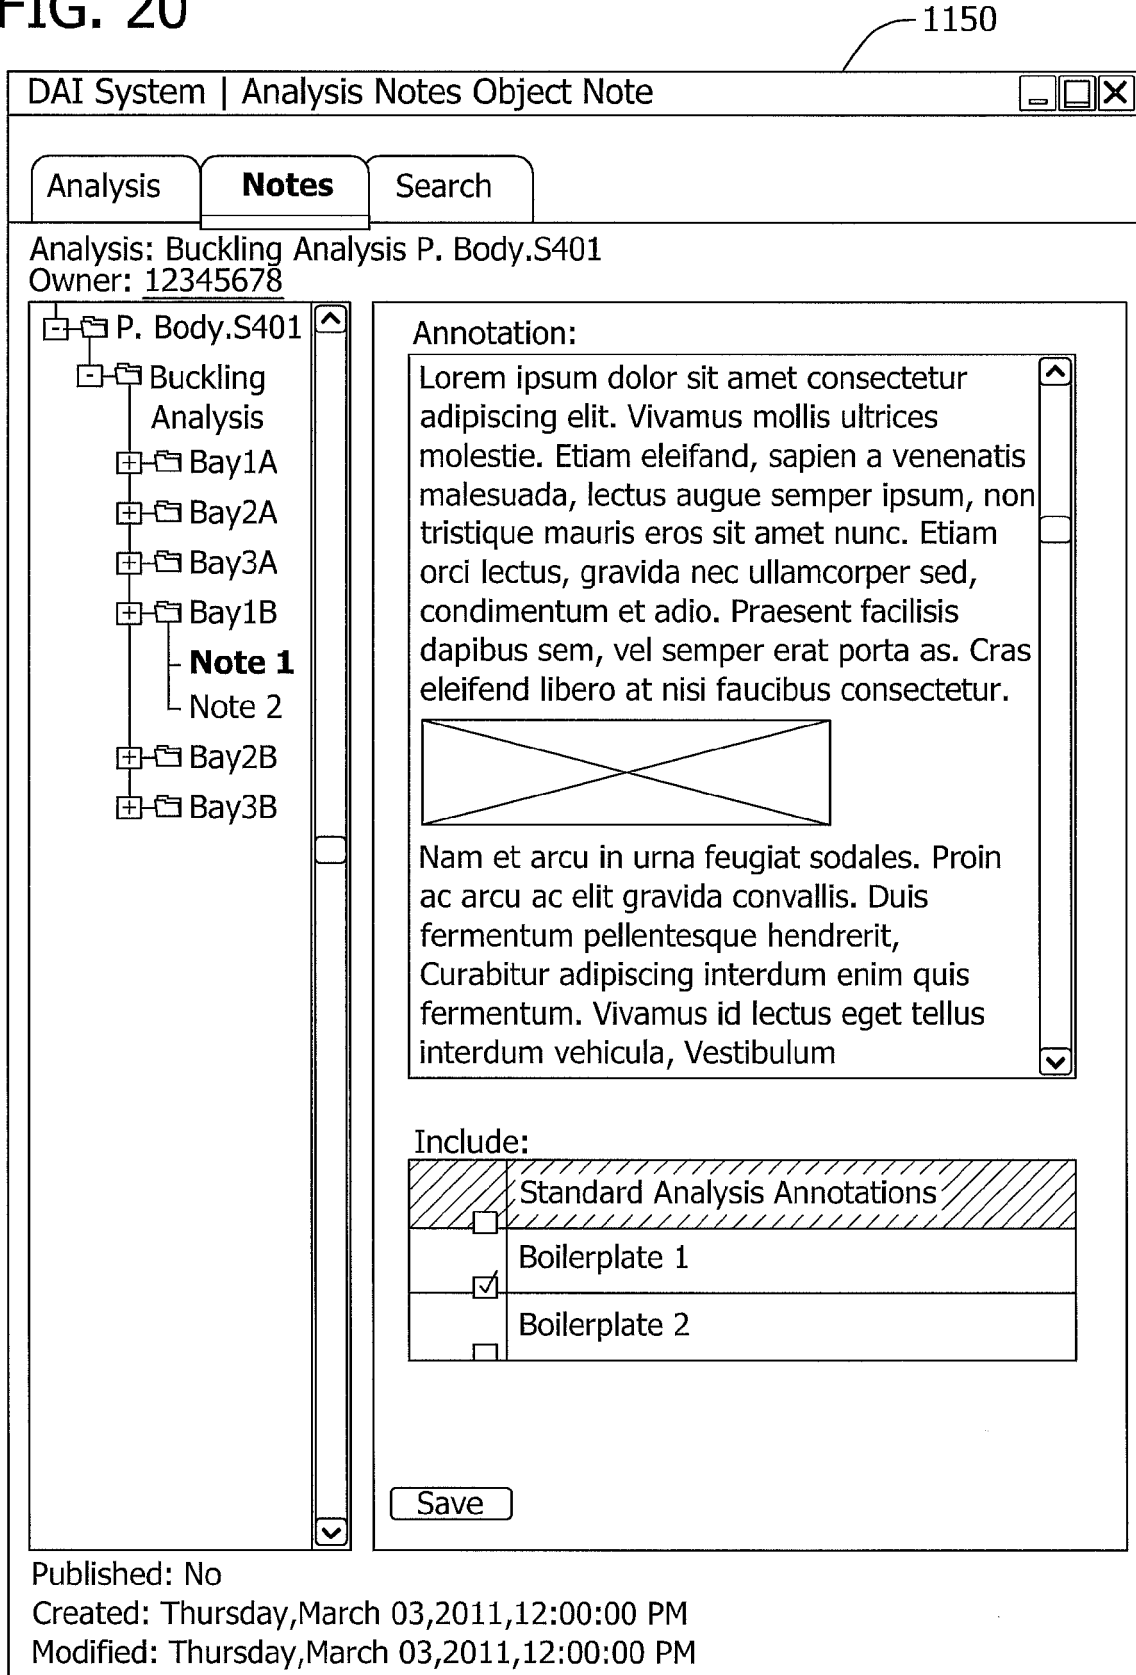 FIG. 20
1150
DAI System | Analysis Notes Object Note
Analysis
Notes
Search
Analysis: Buckling Analysis P. Body.S401
Owner: 12345678
P. Body.S401
Buckling
Analysis
Bay1A
Bay2A
Bay3A
Bay1B
Note 1
Note 2
Bay2B
Bay3B
Annotation:
Lorem ipsum dolor sit amet consectetur
adipiscing elit. Vivamus mollis ultrices
molestie. Etiam eleifand, sapien a venenatis
malesuada, lectus augue semper ipsum, non
tristique mauris eros sit amet nunc. Etiam
orci lectus, gravida nec ullamcorper sed,
condimentum et adio. Praesent facilisis
dapibus sem, vel semper erat porta as. Cras
eleifend libero at nisi faucibus consectetur.
Nam et arcu in urna feugiat sodales. Proin
ac arcu ac elit gravida convallis. Duis
fermentum pellentesque hendrerit,
Curabitur adipiscing interdum enim quis
fermentum. Vivamus id lectus eget tellus
interdum vehicula, Vestibulum
Include:
Standard Analysis Annotations
Boilerplate 1
Boilerplate 2
Save
Published: No
Created: Thursday,March 03,2011,12:00:00 PM
Modified: Thursday,March 03,2011,12:00:00 PM